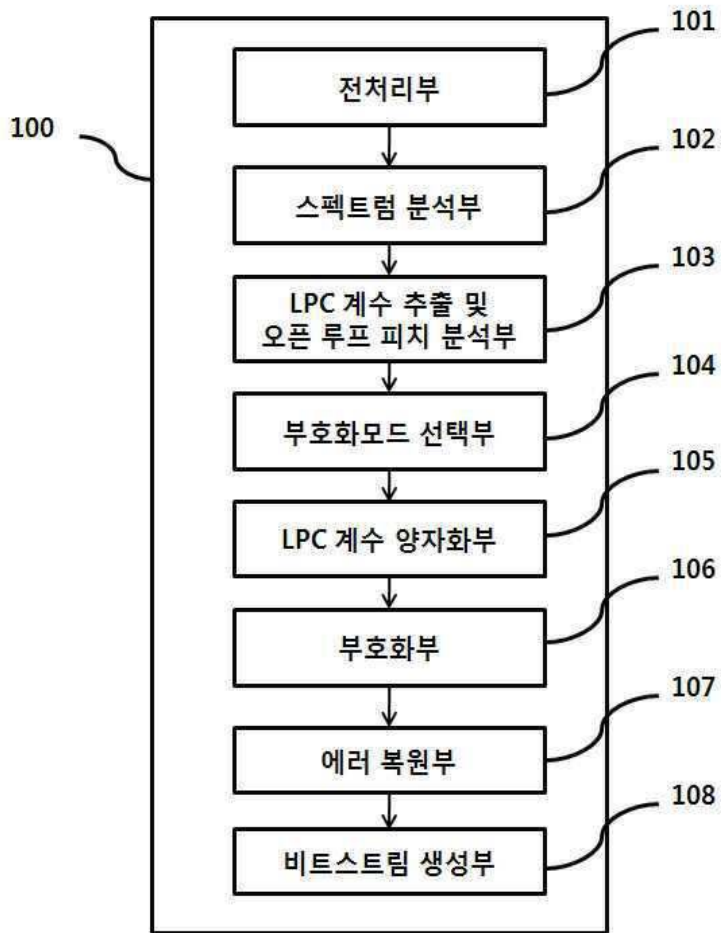 101
전처리부
100
102
스펙트럼 분석부
103
LPC 계수 추출 및
오픈 루프 피치 분석부
104
부호화모드 선택부
105
LPC 계수 양자화부
106
부호화부
107
에러 복원부
108
비트스트림 생성부